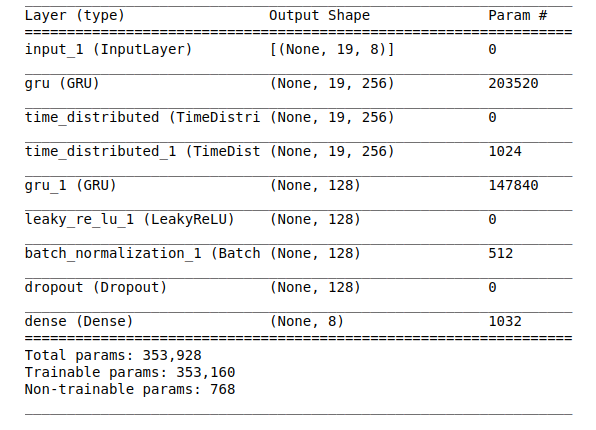 Layer (type) Output Shape Param #
input_1 (InputLayer) [(None, 19, 8)] 0
gru (GRU) (None, 19, 256) 203520
time_distributed (TimeDistri (None, 19, 256) 0
time_distributed_1 (TimeDist (None, 19, 256) 1024
gru_1 (GRU) (None, 128) 147840
leaky_re_lu_1 (LeakyReLU) (None, 128) 0
batch_normalization_1 (Batch (None, 128) 512
dropout (Dropout) (None, 128) 0
dense (Dense) (None, 8) 1032
Total params: 353,928
Trainable params: 353,160
Non-trainable params: 768